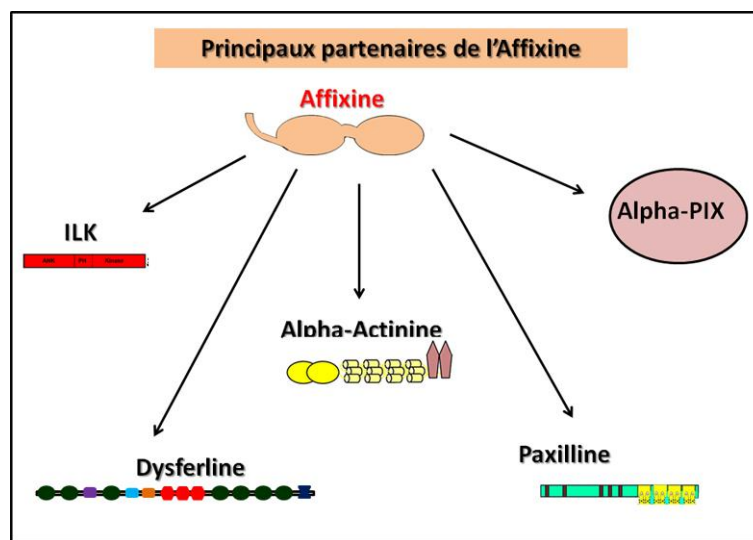 Principaux partenaires de l'Affixine
Affixine
Alpha-PIX
ILK
Alpha-Actinine
Dysferline
Paxilline